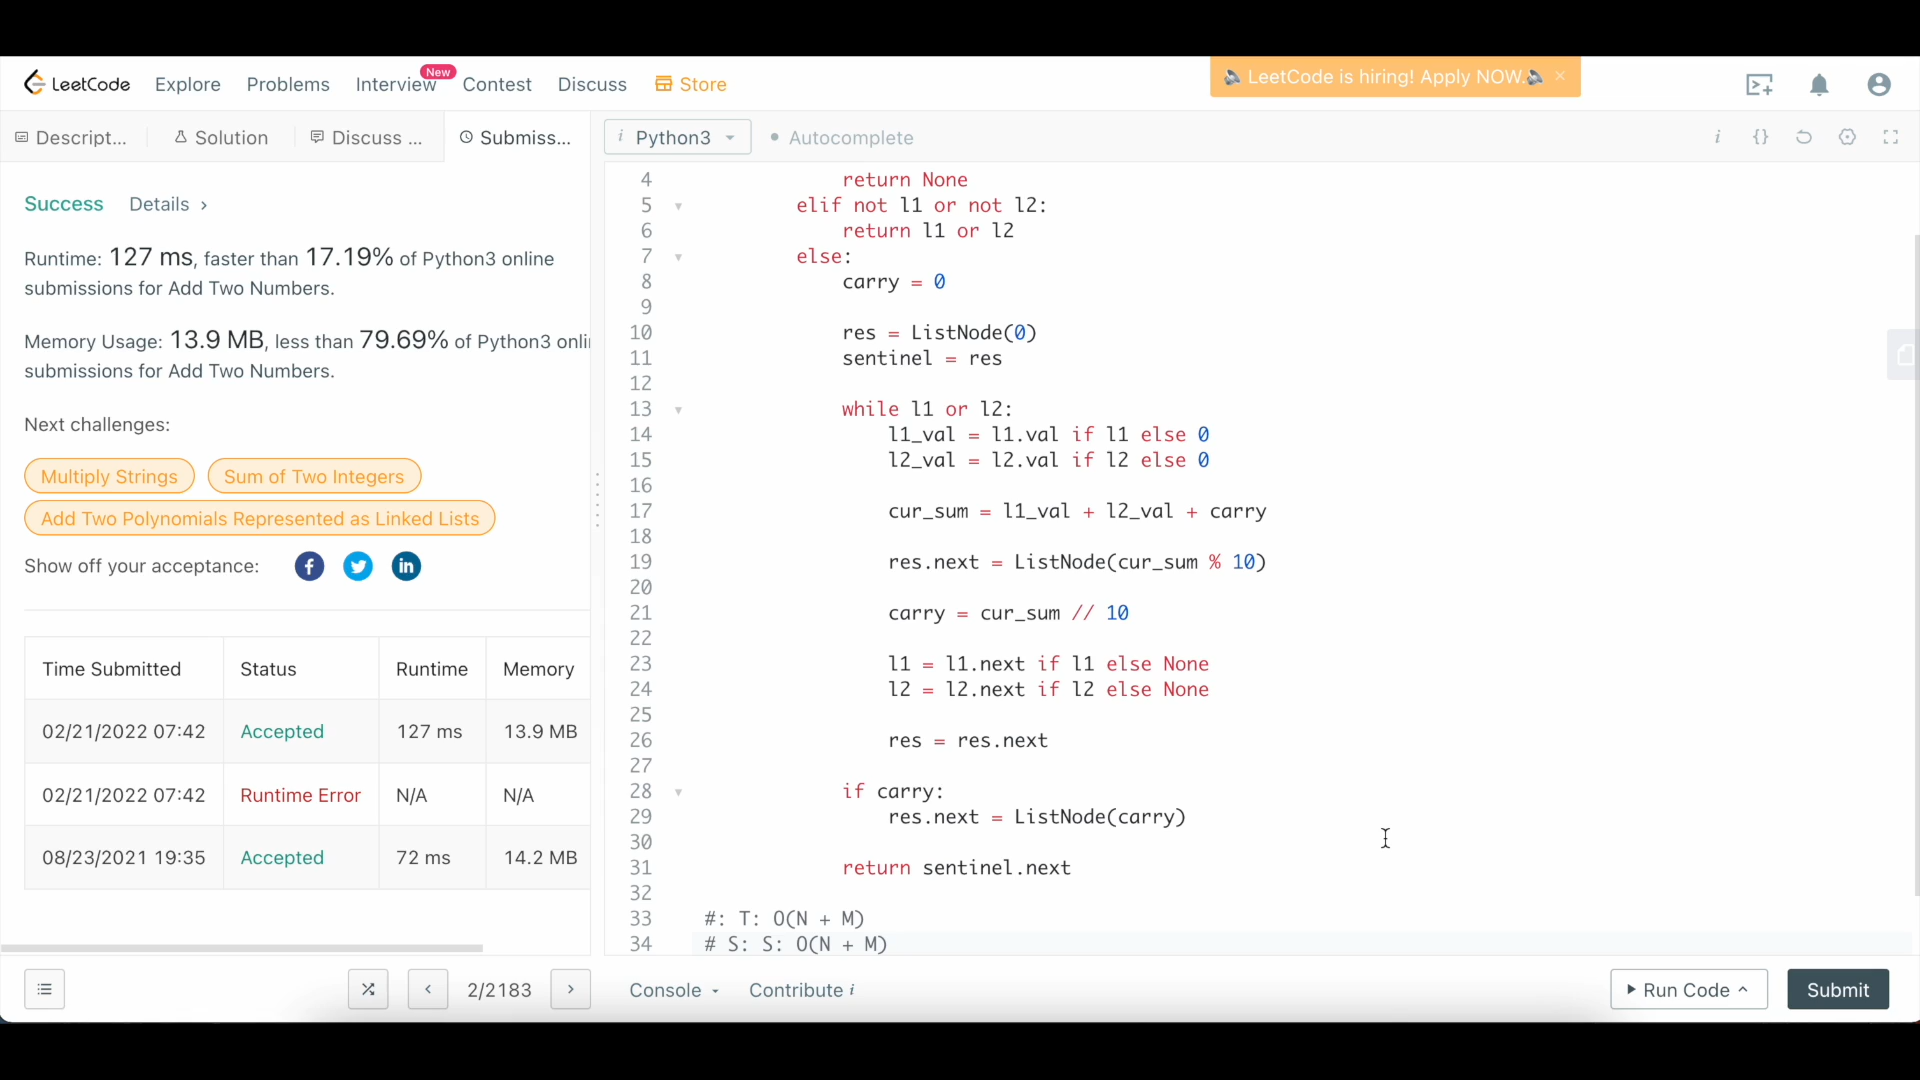 LeetCode Explore Problems Interview New Contest Discuss Store LeetCode is hiring! Apply NOW.
Descript... Solution Discuss ... Submiss... i Python3 Autocomplete i {}
Success Details >
Runtime: 127 ms, faster than 17.19% of Python3 online
submissions for Add Two Numbers.
Memory Usage: 13.9 MB, less than 79.69% of Python3 onli
submissions for Add Two Numbers.
Next challenges:
Multiply Strings Sum of Two Integers
Add Two Polynomials Represented as Linked Lists
Show off your acceptance: f in
Time Submitted Status Runtime Memory
02/21/2022 07:42 Accepted 127 ms 13.9 MB
02/21/2022 07:42 Runtime Error N/A N/A
08/23/2021 19:35 Accepted 72 ms 14.2 MB
4 return None
5 elif not l1 or not l2:
6 return l1 or l2
7 else:
8 carry = 0
9
10 res = ListNode(0)
11 sentinel = res
12
13 while l1 or l2:
14 l1_val = l1.val if l1 else 0
15 l2_val = l2.val if l2 else 0
16
17 cur_sum = l1_val + l2_val + carry
18
19 res.next = ListNode(cur_sum % 10)
20
21 carry = cur_sum // 10
22
23 l1 = l1.next if l1 else None
24 l2 = l2.next if l2 else None
25
26 res = res.next
27
28 if carry:
29 res.next = ListNode(carry)
30
31 return sentinel.next
32
33 #: T: O(N + M)
34 # S: S: O(N + M)
< 2/2183 > Console Contribute i Run Code Submit